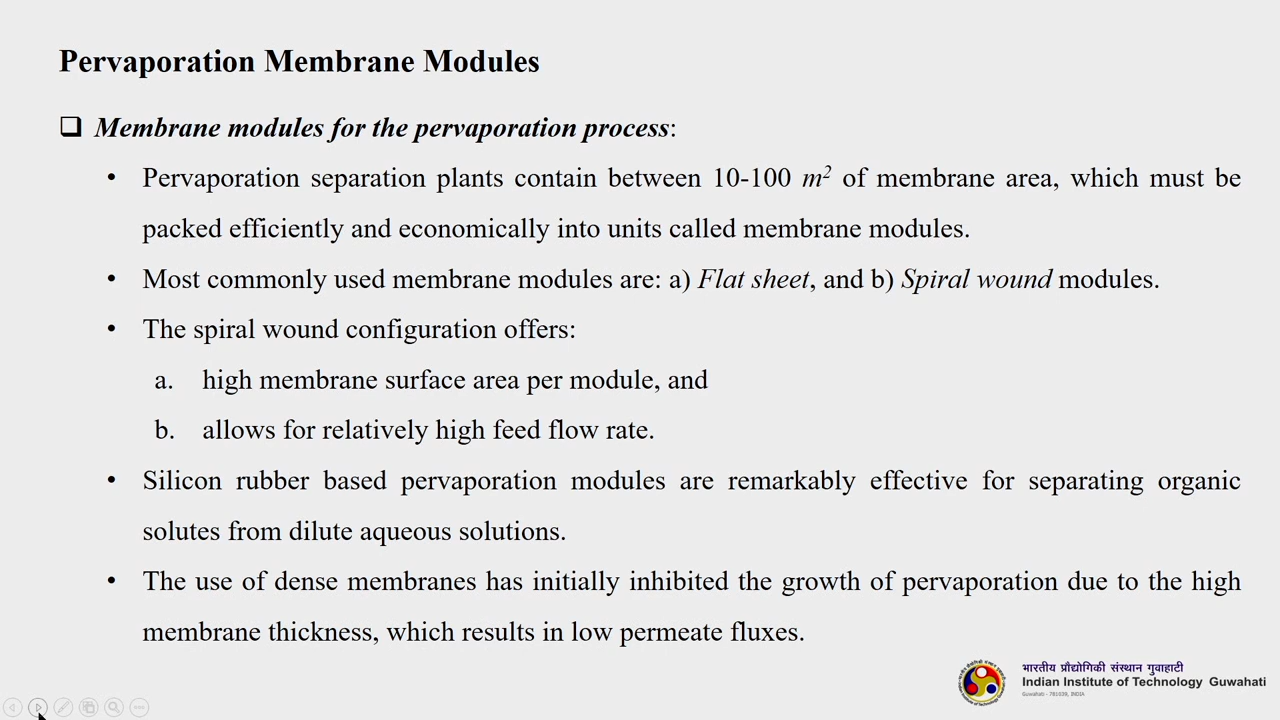 Pervaporation Membrane Modules
❑ Membrane modules for the pervaporation process:
• Pervaporation separation plants contain between 10-100 m² of membrane area, which must be
packed efficiently and economically into units called membrane modules.
• Most commonly used membrane modules are: a) Flat sheet, and b) Spiral wound modules.
• The spiral wound configuration offers:
a. high membrane surface area per module, and
b. allows for relatively high feed flow rate.
• Silicon rubber based pervaporation modules are remarkably effective for separating organic
solutes from dilute aqueous solutions.
• The use of dense membranes has initially inhibited the growth of pervaporation due to the high
membrane thickness, which results in low permeate fluxes.
भारतीय प्रौद्योगिकी संस्थान गुवाहाटी
Indian Institute of Technology Guwahati
Guwahati - 781039, INDIA